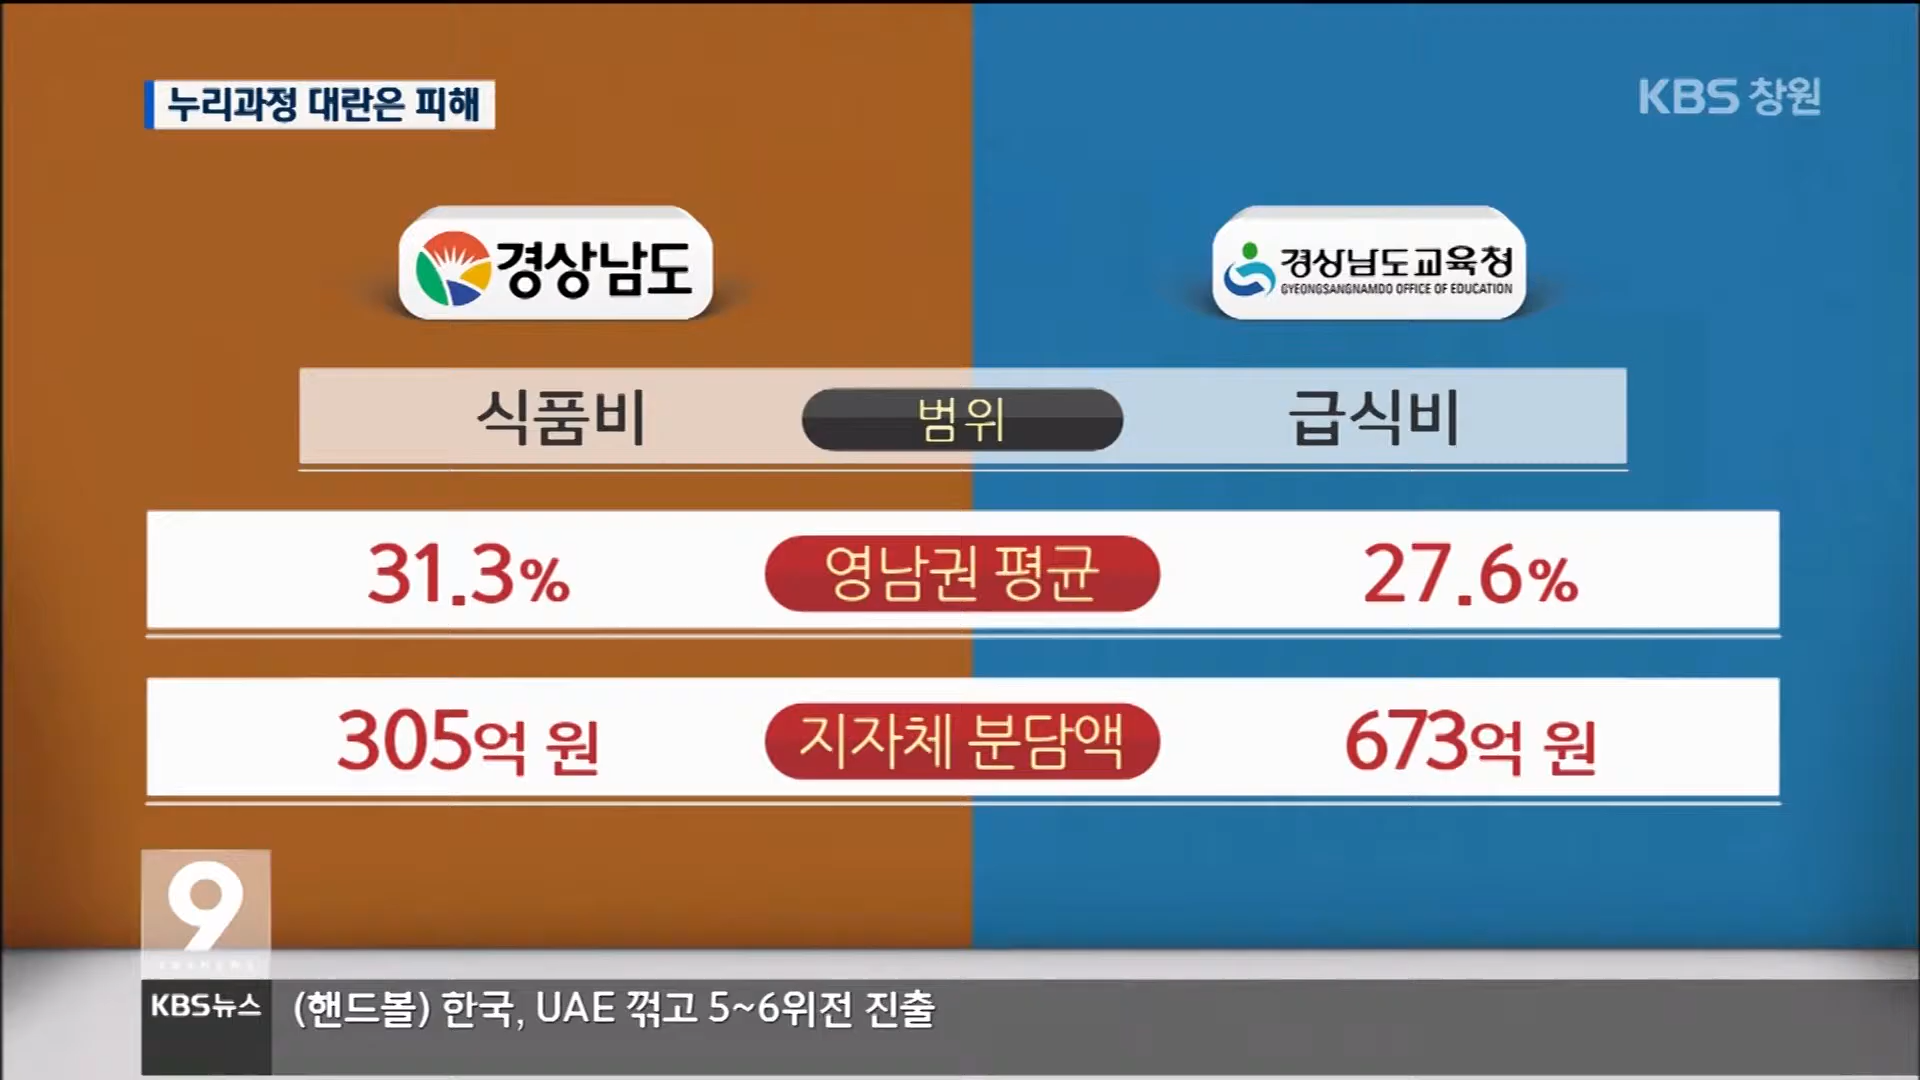 누리과정 대란은 피해
KBS 창원
경상남도
경상남도교육청
GYEONGSANGNAMDO OFFICE OF EDUCATION
식품비 범위 급식비
31.3% 영남권 평균 27.6%
305억 원 지자체 분담액 673억 원
9
KBS뉴스 (핸드볼) 한국, UAE 꺾고 5~6위전 진출